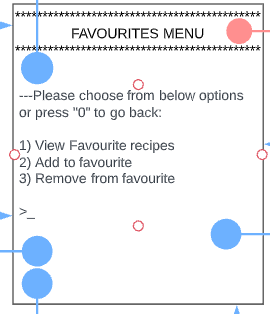 ****************************************************
FAVOURITES MENU
****************************************************
---Please choose from below options
or press "0" to go back:
1) View Favourite recipes
2) Add to favourite
3) Remove from favourite
>_